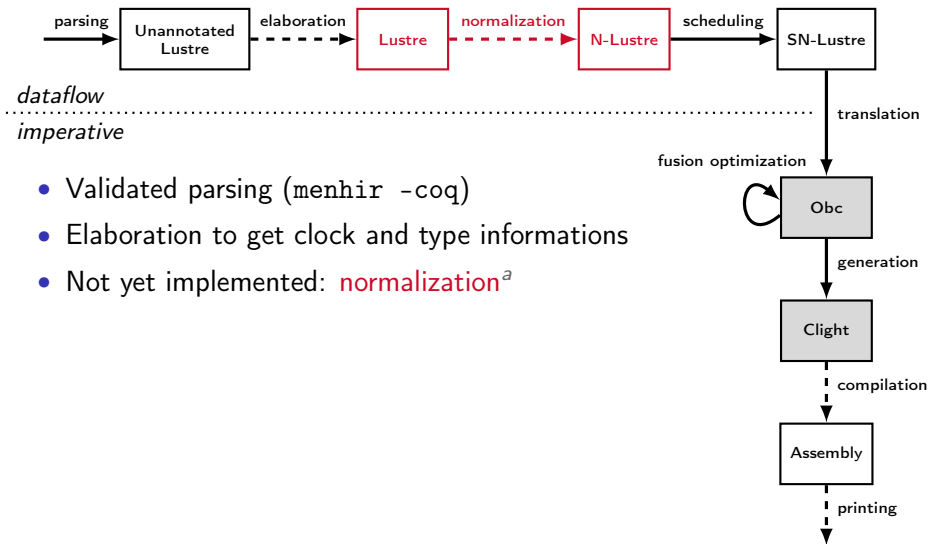 parsing
Unannotated
Lustre
elaboration
Lustre
normalization
N-Lustre
scheduling
SN-Lustre
dataflow
imperative
translation
fusion optimization
• Validated parsing (menhir -coq)
Obc
• Elaboration to get clock and type informations
generation
• Not yet implemented: normalizationᵃ
Clight
compilation
Assembly
printing